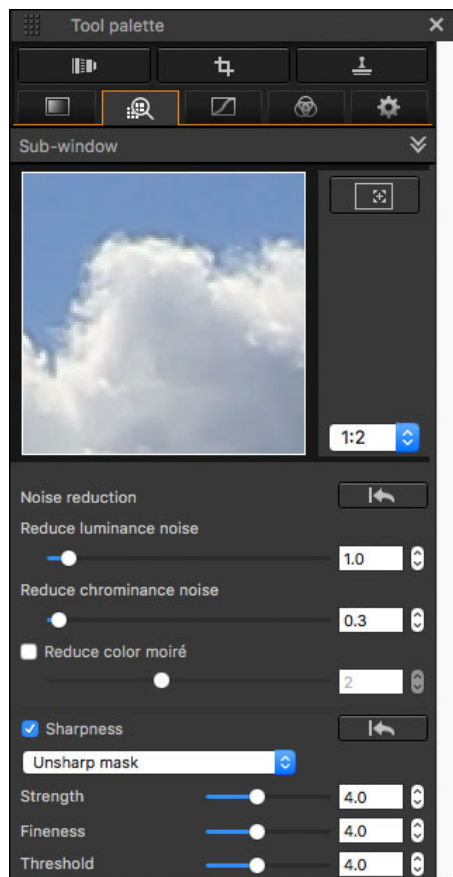 Tool palette
Sub-window
1:2
Noise reduction
Reduce luminance noise
1.0
Reduce chrominance noise
0.3
Reduce color moiré
2
Sharpness
Unsharp mask
Strength 4.0
Fineness 4.0
Threshold 4.0